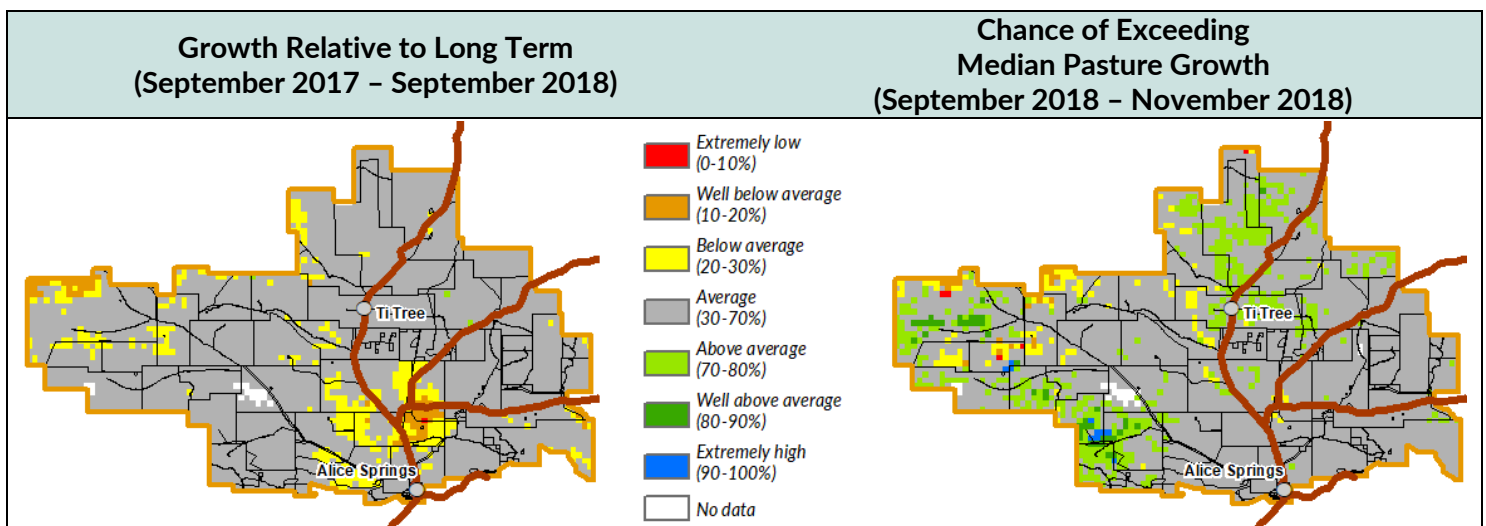 Growth Relative to Long Term
(September 2017 – September 2018)
Chance of Exceeding
Median Pasture Growth
(September 2018 – November 2018)
Ti Tree
Alice Springs
Extremely low
(0-10%)
Well below average
(10-20%)
Below average
(20-30%)
Average
(30-70%)
Above average
(70-80%)
Well above average
(80-90%)
Extremely high
(90-100%)
No data
Ti Tree
Alice Springs